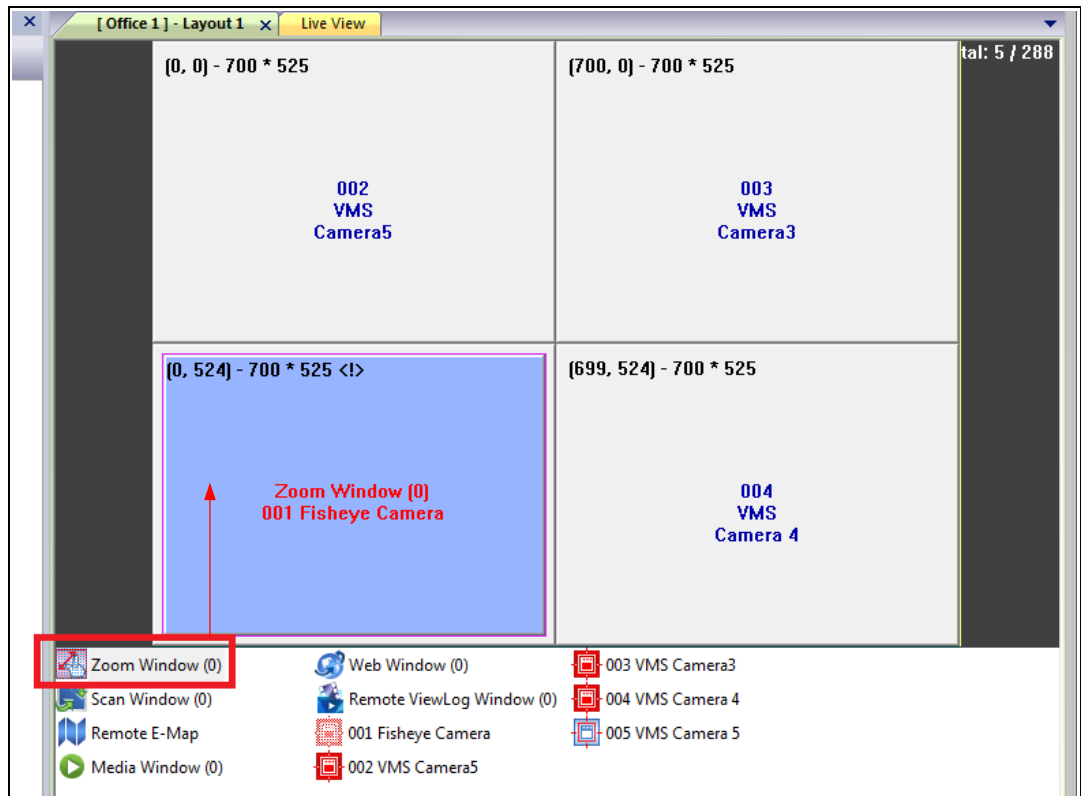 [ Office 1 ] - Layout 1 x Live View
(0, 0) - 700 * 525
(700, 0) - 700 * 525
tal: 5 / 288
002
VMS
Camera5
003
VMS
Camera3
(0, 524) - 700 * 525 <!>
(699, 524) - 700 * 525
Zoom Window (0)
001 Fisheye Camera
004
VMS
Camera 4
Zoom Window (0)
Scan Window (0)
Remote E-Map
Media Window (0)
Web Window (0)
Remote ViewLog Window (0)
001 Fisheye Camera
002 VMS Camera5
003 VMS Camera3
004 VMS Camera 4
005 VMS Camera 5